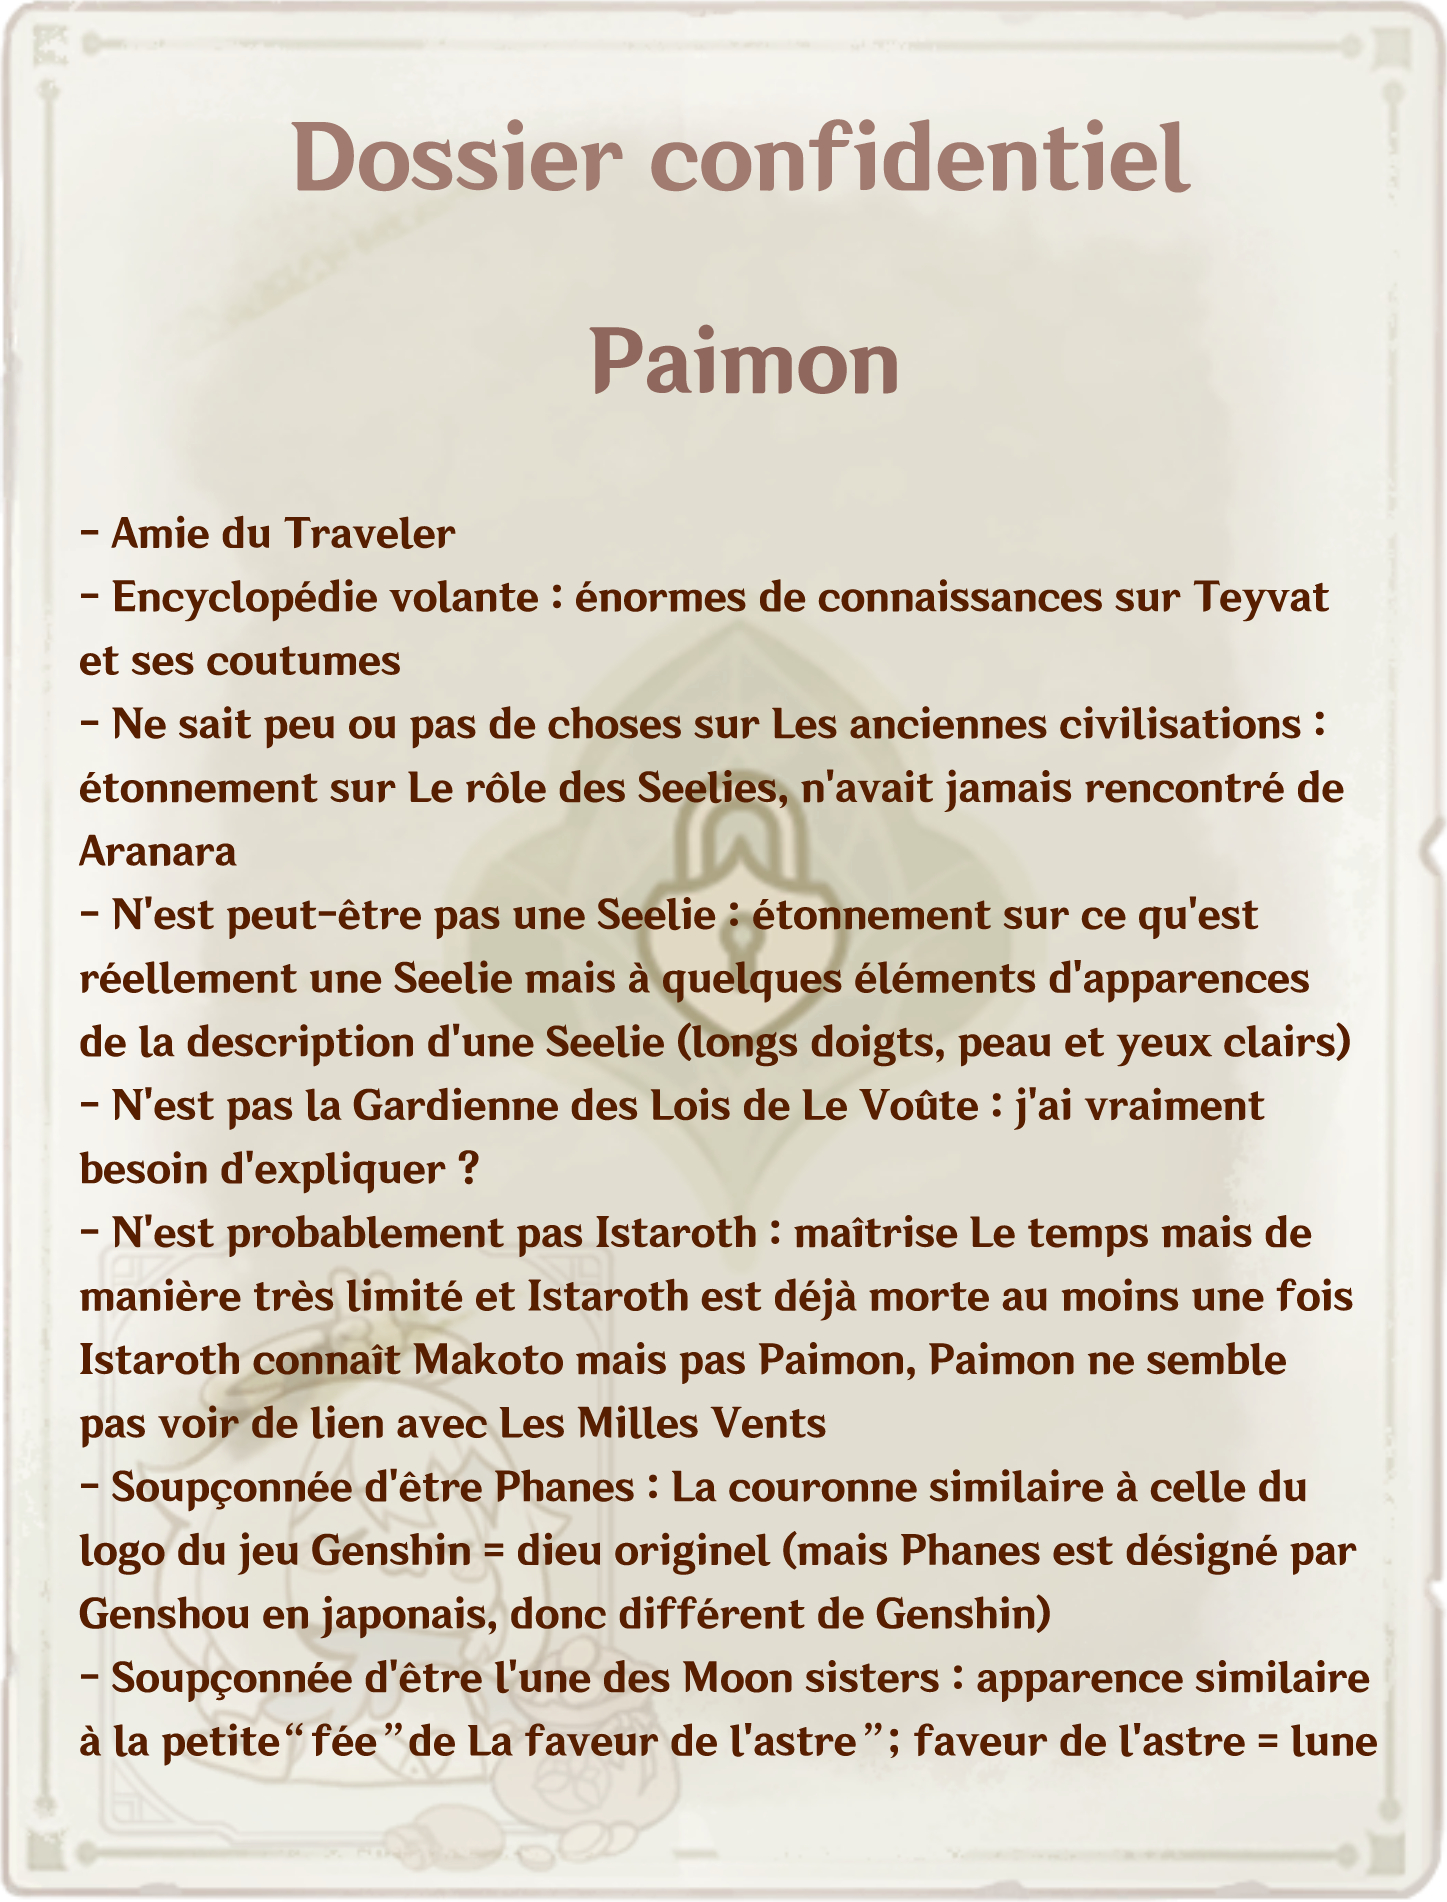 Dossier confidentiel
Paimon
- Amie du Traveler
- Encyclopédie volante : énormes de connaissances sur Teyvat
et ses coutumes
- Ne sait peu ou pas de choses sur Les anciennes civilisations :
étonnement sur Le rôle des Seelies, n'avait jamais rencontré de
Aranara
- N'est peut-être pas une Seelie : étonnement sur ce qu'est
réellement une Seelie mais à quelques éléments d'apparences
de la description d'une Seelie (longs doigts, peau et yeux clairs)
- N'est pas la Gardienne des Lois de Le Voûte : j'ai vraiment
besoin d'expliquer ?
- N'est probablement pas Istaroth : maîtrise Le temps mais de
manière très limité et Istaroth est déjà morte au moins une fois
Istaroth connaît Makoto mais pas Paimon, Paimon ne semble
pas voir de lien avec Les Milles Vents
- Soupçonnée d'être Phanes : La couronne similaire à celle du
logo du jeu Genshin = dieu originel (mais Phanes est désigné par
Genshou en japonais, donc différent de Genshin)
- Soupçonnée d'être l'une des Moon sisters : apparence similaire
à la petite “fée” de La faveur de l'astre”; faveur de l'astre = lune